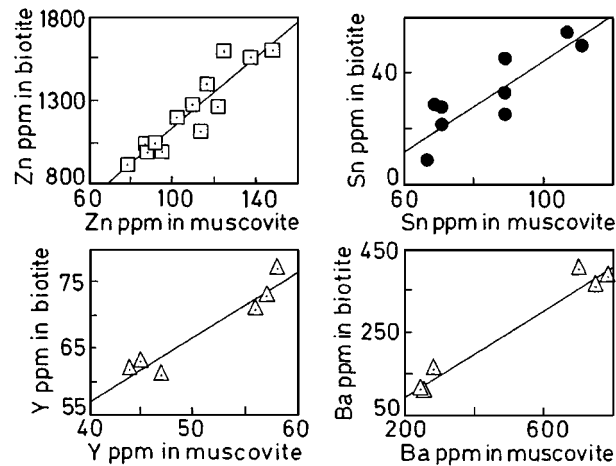 1800
1300
800
Zn ppm in biotite
60
100
140
Zn ppm in muscovite
40
0
Sn ppm in biotite
60
100
Sn ppm in muscovite
75
65
55
Y ppm in biotite
40
50
60
Y ppm in muscovite
450
250
50
Ba ppm in biotite
200
600
Ba ppm in muscovite